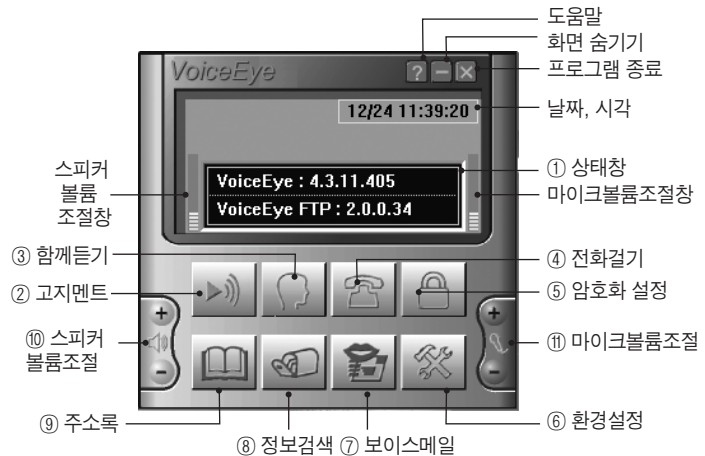 도움말
화면 숨기기
프로그램 종료
VoiceEye
? – ×
12/24 11:39:20
날짜, 시각
스피커
볼륨
조절창
VoiceEye : 4.3.11.405
VoiceEye FTP : 2.0.0.34
① 상태창
마이크볼륨조절창
③ 함께듣기
② 고지멘트
④ 전화걸기
⑤ 암호화 설정
⑩ 스피커
볼륨조절
+
–
+
–
⑪ 마이크볼륨조절
⑨ 주소록
⑧ 정보검색
⑦ 보이스메일
⑥ 환경설정